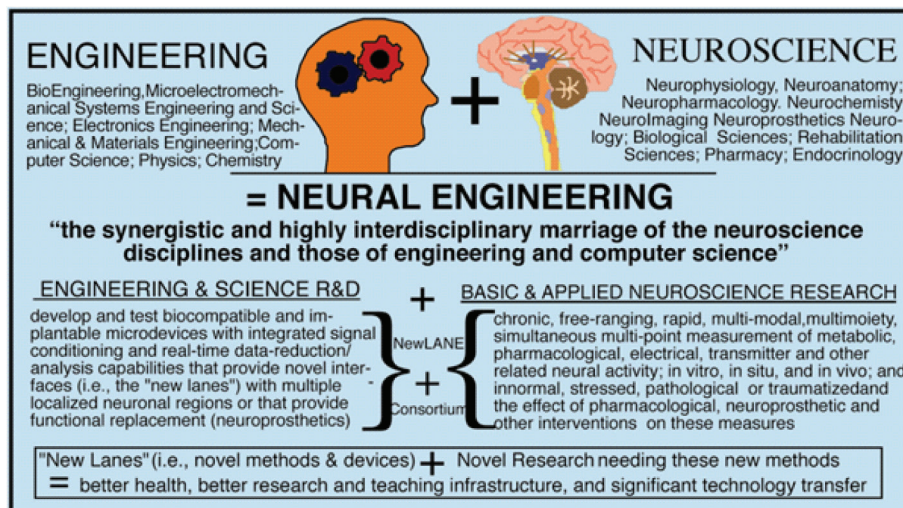 ENGINEERING
BioEngineering,Microelectromech-
anical Systems Engineering and Sci-
ence; Electronics Engineering; Mech-
anical & Materials Engineering;Com-
puter Science; Physics; Chemistry
+
NEUROSCIENCE
Neurophysiology, Neuroanatomy;
Neuropharmacology. Neurochemisty
NeuroImaging Neuroprosthetics Neuro-
logy; Biological Sciences; Rehabilitation
Sciences; Pharmacy; Endocrinology
= NEURAL ENGINEERING
“the synergistic and highly interdisciplinary marriage of the neuroscience
disciplines and those of engineering and computer science”
ENGINEERING & SCIENCE R&D
develop and test biocompatible and im-
plantable microdevices with integrated signal
conditioning and real-time data-reduction/
analysis capabilities that provide novel inter-
faces (i.e., the "new lanes") with multiple -
localized neuronal regions or that provide
functional replacement (neuroprosthetics)
+
NewLANE
+
Consortium
BASIC & APPLIED NEUROSCIENCE RESEARCH
chronic, free-ranging, rapid, multi-modal,multimoiety,
simultaneous multi-point measurement of metabolic,
pharmacological, electrical, transmitter and other
related neural activity; in vitro, in situ, and in vivo; and
innormal, stressed, pathological or traumatizedand
the effect of pharmacological, neuroprosthetic and
other interventions on these measures
"New Lanes"(i.e., novel methods & devices) + Novel Research needing these new methods
= better health, better research and teaching infrastructure, and significant technology transfer